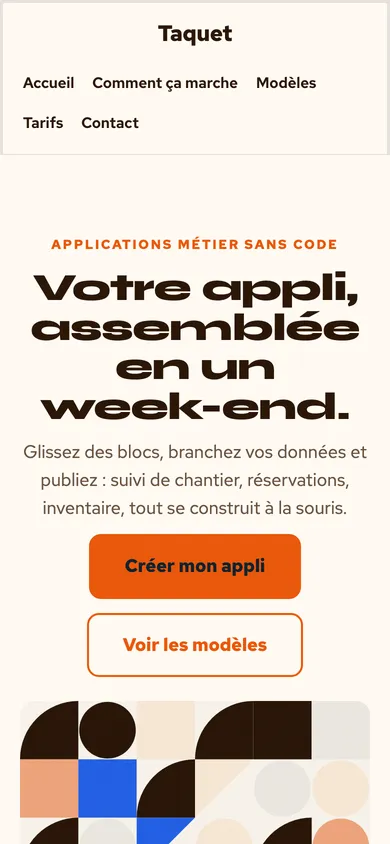 Taquet
Accueil Comment ça marche Modèles
Tarifs Contact
APPLICATIONS MÉTIER SANS CODE
Votre appli,
assemblée
en un
week-end.
Glissez des blocs, branchez vos données et
publiez : suivi de chantier, réservations,
inventaire, tout se construit à la souris.
Créer mon appli
Voir les modèles